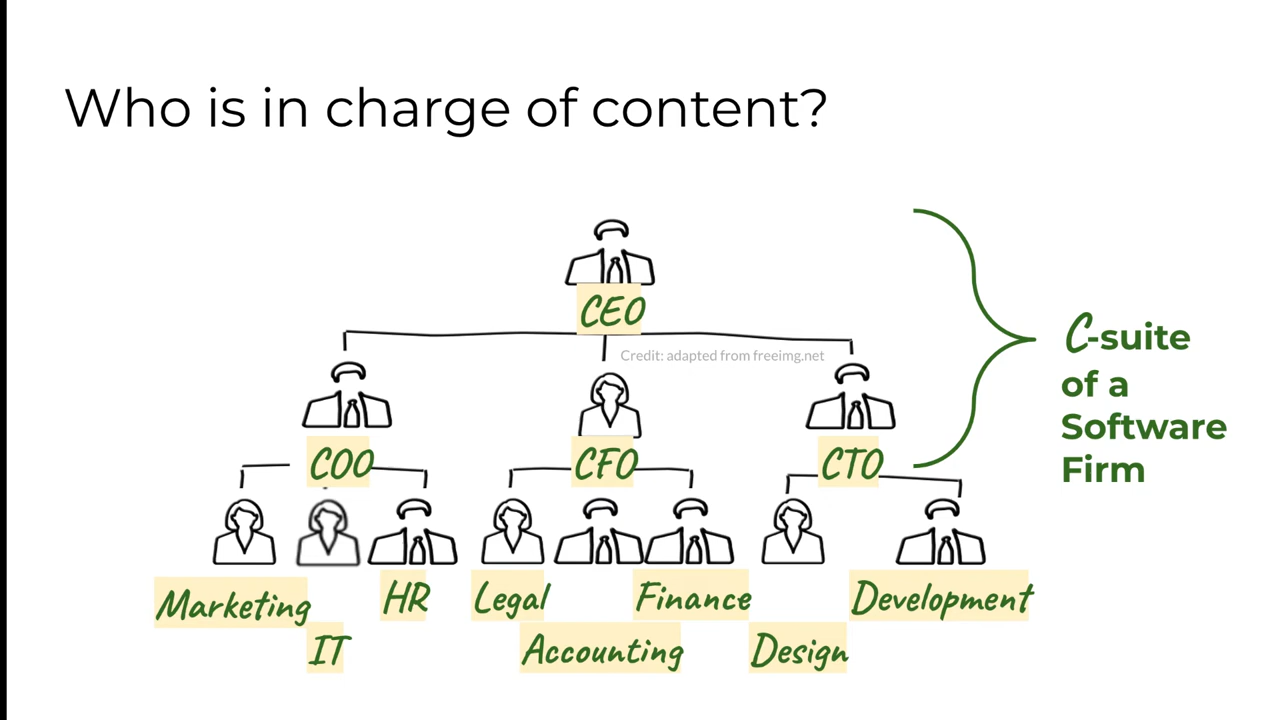 Who is in charge of content?
CEO
Credit: adapted from freeimg.net
C-suite
of a
Software
Firm
COO
CFO
CTO
Marketing
IT
HR
Legal
Accounting
Finance
Design
Development